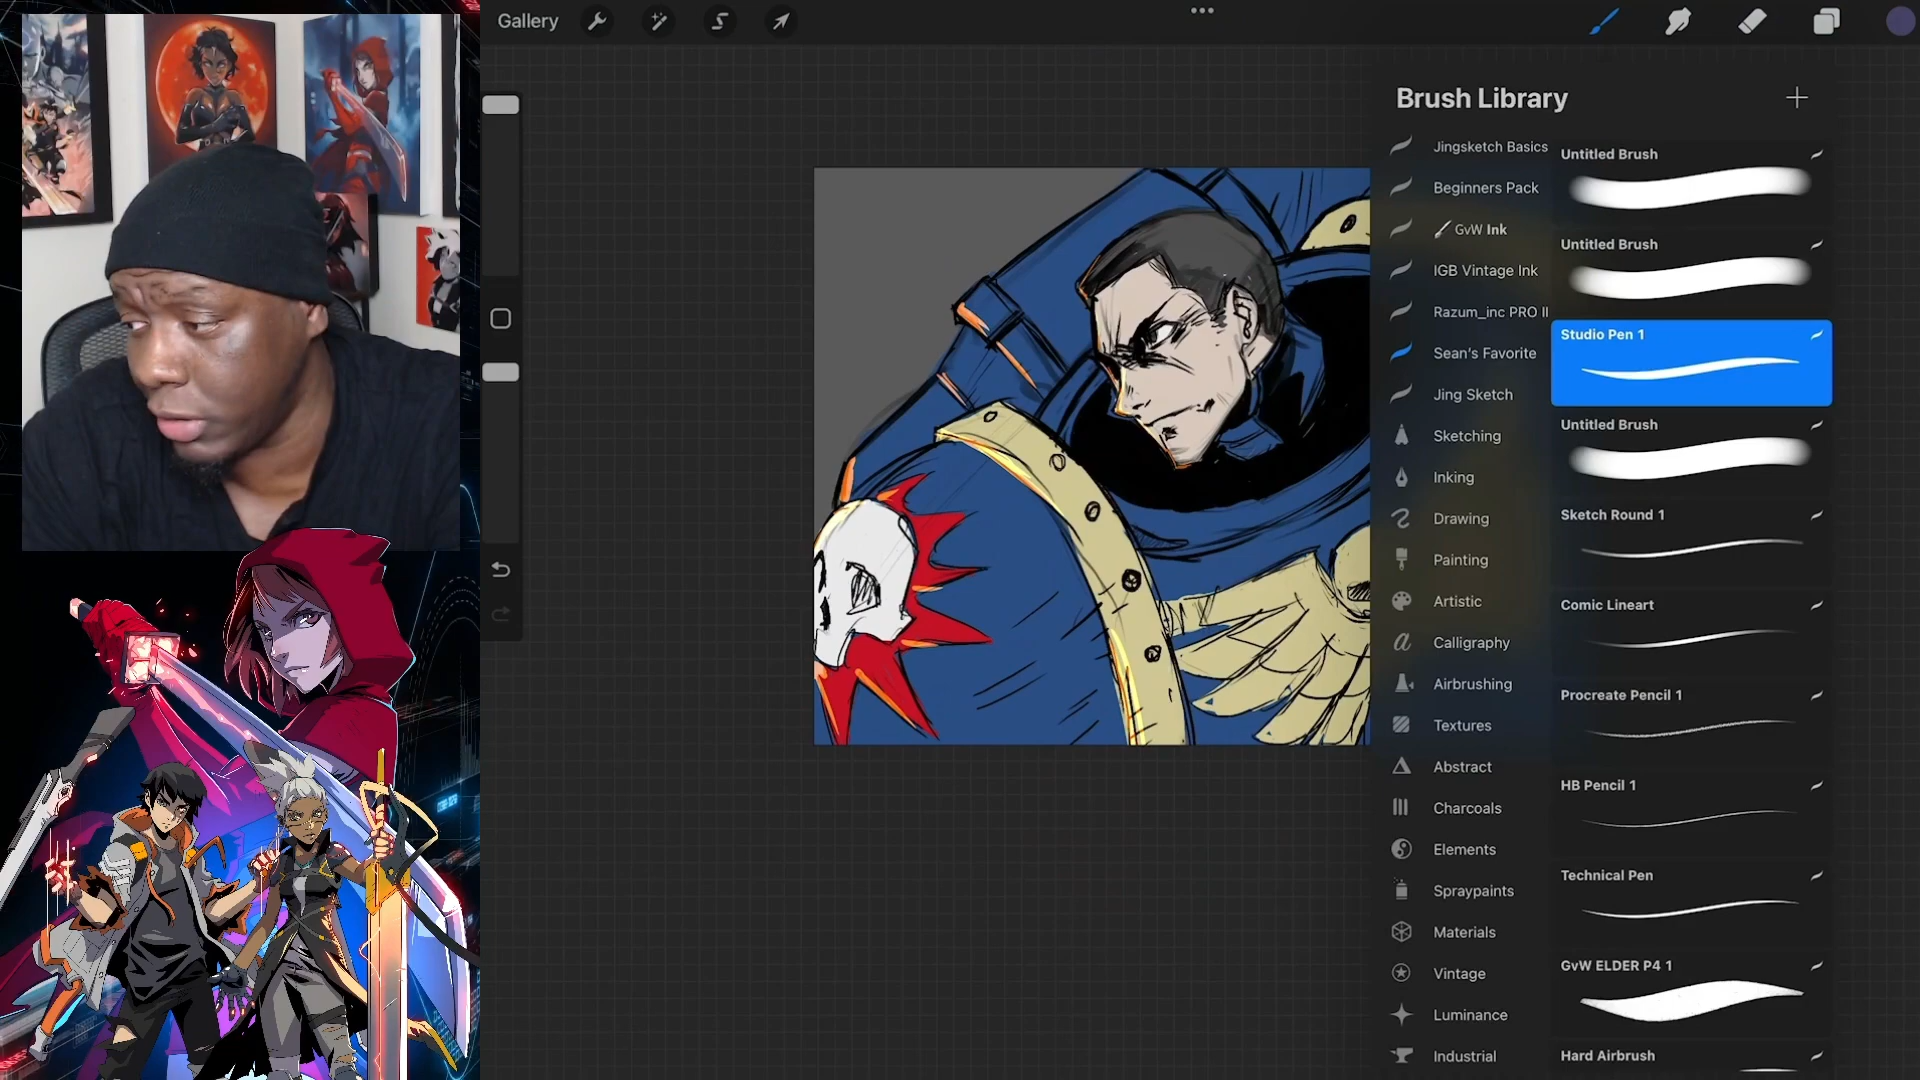 Gallery
Brush Library
Jingsketch Basics
Beginners Pack
GvW Ink
IGB Vintage Ink
Razum_inc PRO II
Sean's Favorite
Jing Sketch
Sketching
Inking
Drawing
Painting
Artistic
Calligraphy
Airbrushing
Textures
Abstract
Charcoals
Elements
Spraypaints
Materials
Vintage
Luminance
Industrial
Untitled Brush
Untitled Brush
Studio Pen 1
Untitled Brush
Sketch Round 1
Comic Lineart
Procreate Pencil 1
HB Pencil 1
Technical Pen
GvW ELDER P4 1
Hard Airbrush